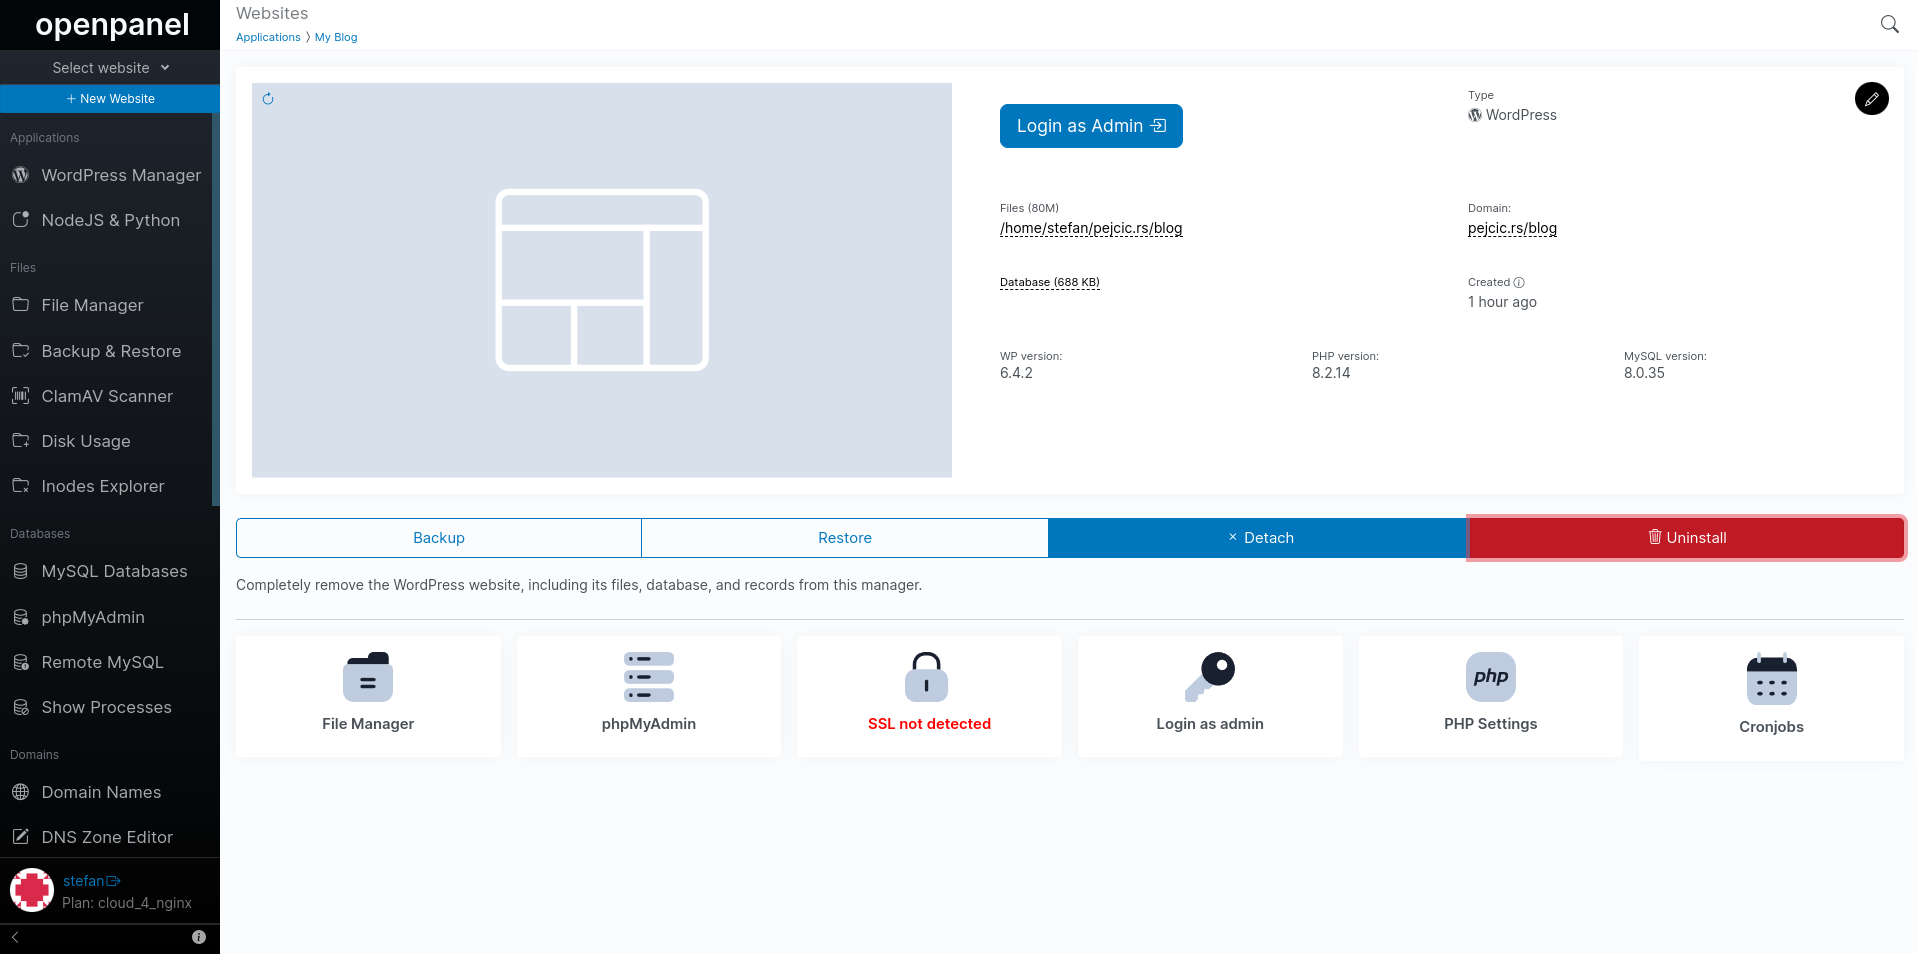 openpanel
Select website
+ New Website
Applications
WordPress Manager
NodeJS & Python
Files
File Manager
Backup & Restore
ClamAV Scanner
Disk Usage
Inodes Explorer
Databases
MySQL Databases
phpMyAdmin
Remote MySQL
Show Processes
Domains
Domain Names
DNS Zone Editor
stefan
Plan: cloud_4_nginx
Websites
Applications 〉 My Blog
Login as Admin
Type
WordPress
Files (80M)
/home/stefan/pejcic.rs/blog
Domain:
pejcic.rs/blog
Database (688 KB)
Created
1 hour ago
WP version:
6.4.2
PHP version:
8.2.14
MySQL version:
8.0.35
Backup
Restore
× Detach
Uninstall
Completely remove the WordPress website, including its files, database, and records from this manager.
File Manager
phpMyAdmin
SSL not detected
Login as admin
php
PHP Settings
Cronjobs